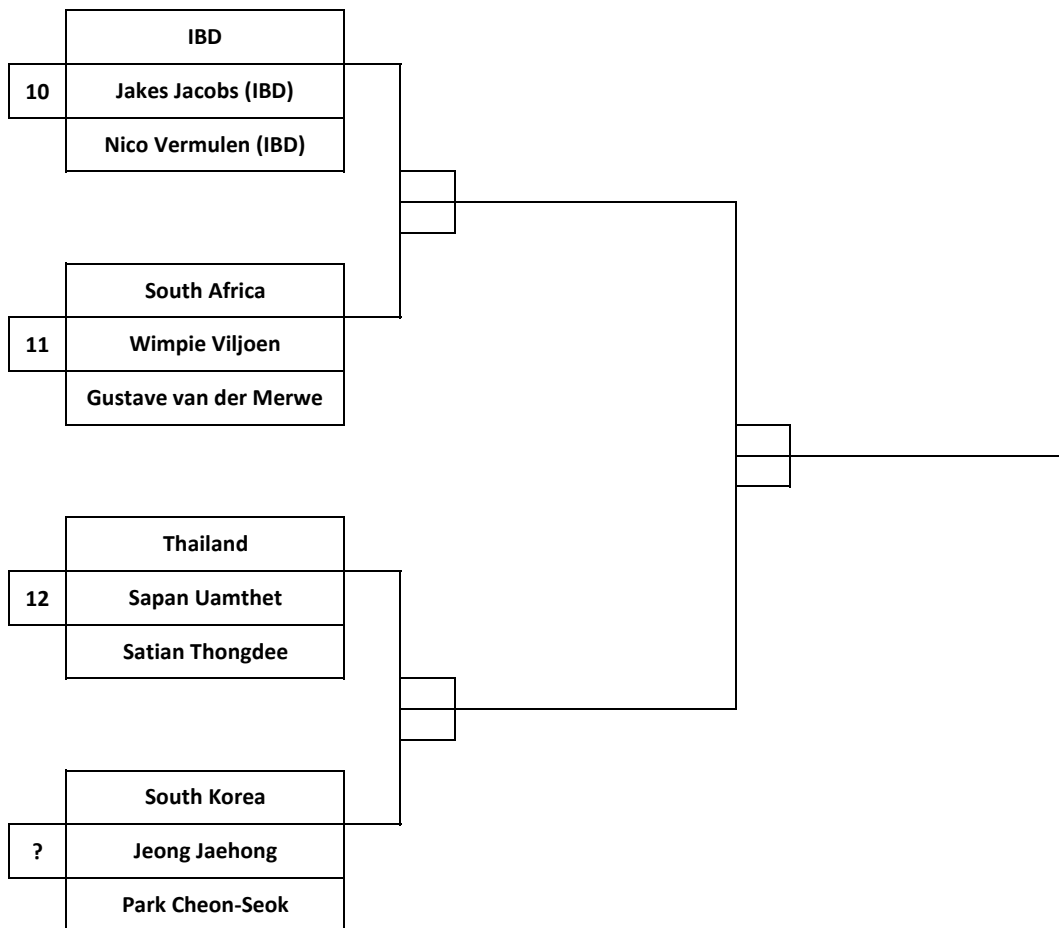 IBD
10
Jakes Jacobs (IBD)
Nico Vermulen (IBD)
South Africa
11
Wimpie Viljoen
Gustave van der Merwe
Thailand
12
Sapan Uamthet
Satian Thongdee
South Korea
?
Jeong Jaehong
Park Cheon-Seok